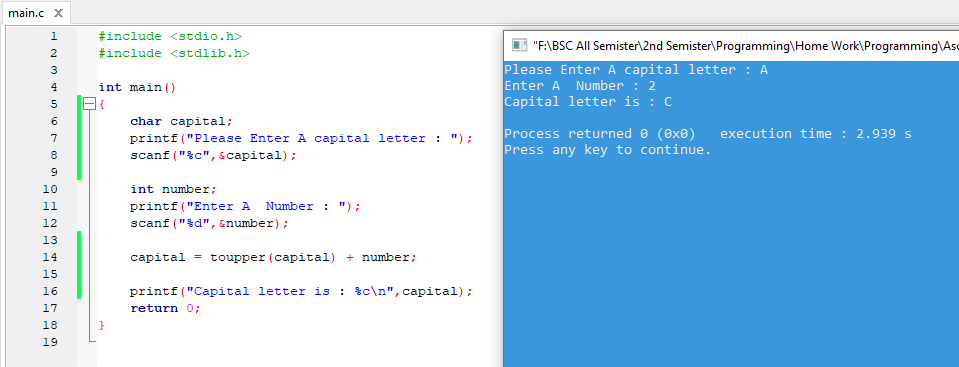 main.c X
1 #include <stdio.h>
2 #include <stdlib.h>
3
4 int main()
5 {
6 char capital;
7 printf("Please Enter A capital letter : ");
8 scanf("%c",&capital);
9
10 int number;
11 printf("Enter A  Number : ");
12 scanf("%d",&number);
13
14 capital = toupper(capital) + number;
15
16 printf("Capital letter is : %c\n",capital);
17 return 0;
18 }
19
"F:\BSC All Semister\2nd Semister\Programming\Home Work\Programming\Asc
Please Enter A capital letter : A
Enter A  Number : 2
Capital letter is : C
Process returned 0 (0x0)   execution time : 2.939 s
Press any key to continue.